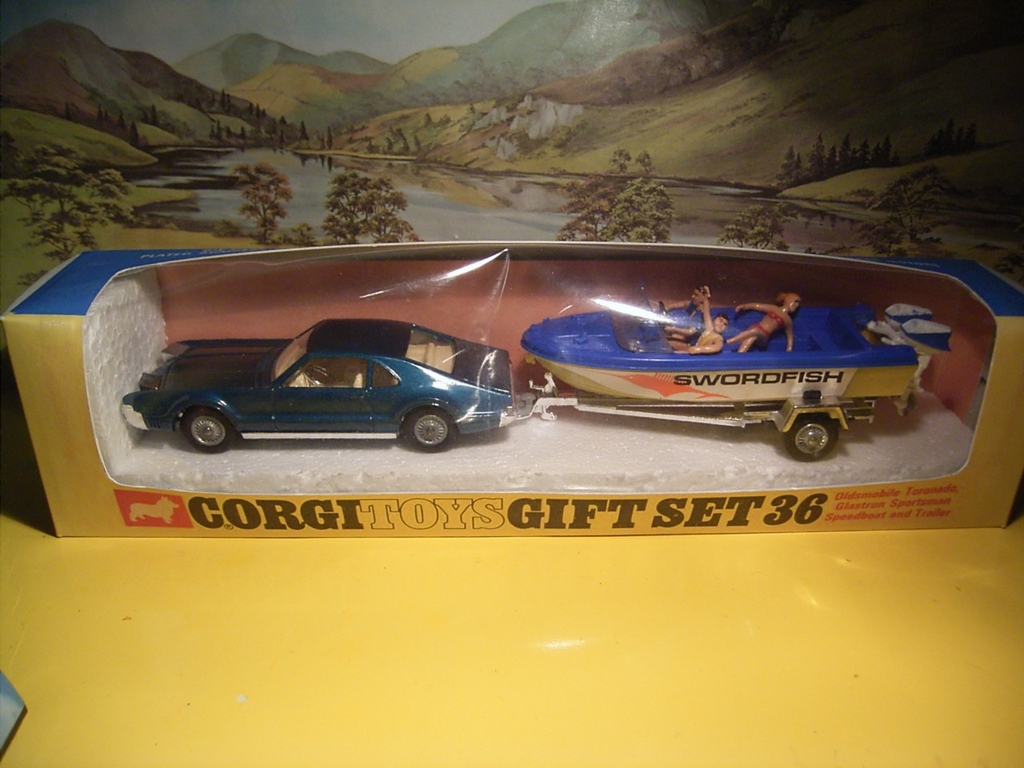 SWORDFISH
CORGI TOYS GIFT SET 36
Oldsmobile Toronado,
Glastron Sportsman
Speedboat and Trailer